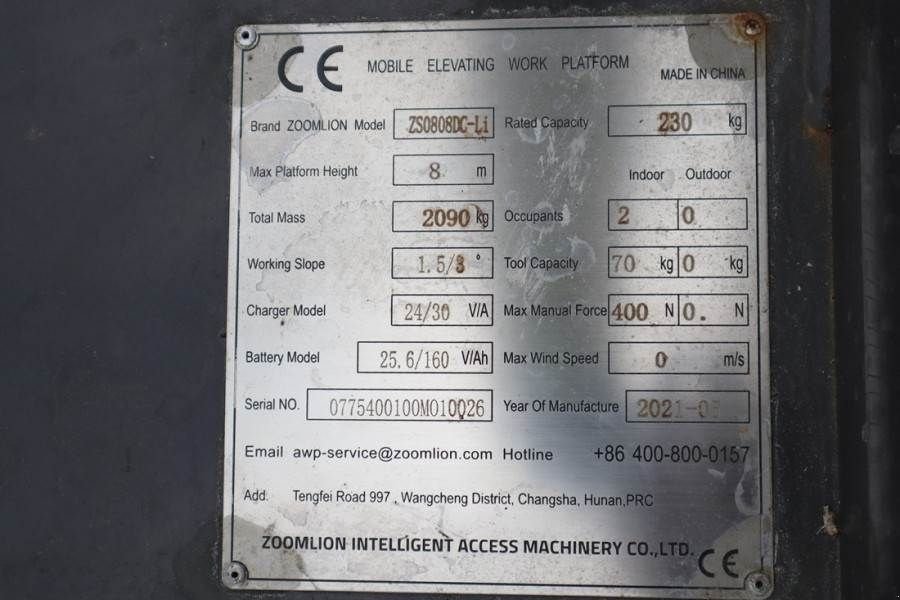 CE MOBILE ELEVATING WORK PLATFORM
MADE IN CHINA
Brand ZOOMLION Model ZS0808DC-Li Rated Capacity 230 kg
Max Platform Height 8 m Indoor Outdoor
Total Mass 2090 kg Occupants 2 0
Working Slope 1.5/3 ° Tool Capacity 70 kg 0 kg
Charger Model 24/30 V/A Max Manual Force 400 N 0. N
Battery Model 25.6/160 V/Ah Max Wind Speed 0 m/s
Serial NO. 0775400100M010026 Year Of Manufacture 2021-05
Email awp-service@zoomlion.com Hotline +86 400-800-0157
Add. Tengfei Road 997 , Wangcheng District, Changsha, Hunan,PRC
ZOOMLION INTELLIGENT ACCESS MACHINERY CO.,LTD. CE